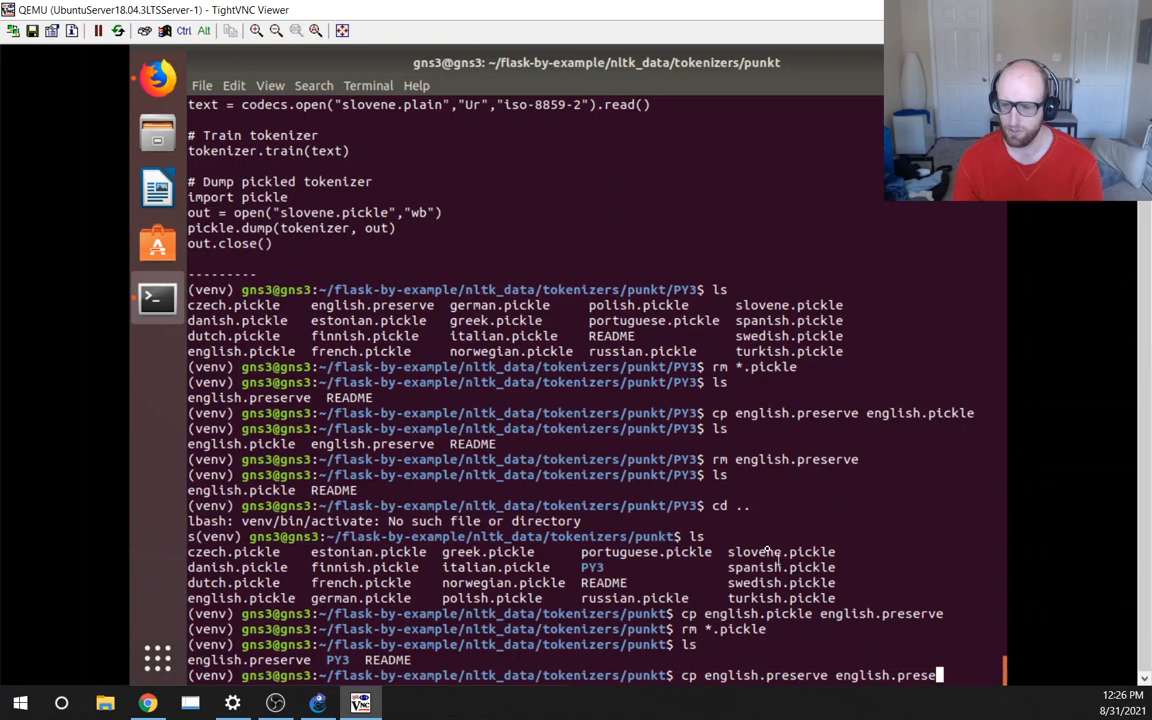 QEMU (UbuntuServer18.04.3LTSServer-1) - TightVNC Viewer
Ctrl Alt
gns3@gns3: ~/flask-by-example/nltk_data/tokenizers/punkt
File Edit View Search Terminal Help
text = codecs.open("slovene.plain","Ur","iso-8859-2").read()
# Train tokenizer
tokenizer.train(text)
# Dump pickled tokenizer
import pickle
out = open("slovene.pickle","wb")
pickle.dump(tokenizer, out)
out.close()
---------
(venv) gns3@gns3:~/flask-by-example/nltk_data/tokenizers/punkt/PY3$ ls
czech.pickle english.preserve german.pickle polish.pickle slovene.pickle
danish.pickle estonian.pickle greek.pickle portuguese.pickle spanish.pickle
dutch.pickle finnish.pickle italian.pickle README swedish.pickle
english.pickle french.pickle norwegian.pickle russian.pickle turkish.pickle
(venv) gns3@gns3:~/flask-by-example/nltk_data/tokenizers/punkt/PY3$ rm *.pickle
(venv) gns3@gns3:~/flask-by-example/nltk_data/tokenizers/punkt/PY3$ ls
english.preserve README
(venv) gns3@gns3:~/flask-by-example/nltk_data/tokenizers/punkt/PY3$ cp english.preserve english.pickle
(venv) gns3@gns3:~/flask-by-example/nltk_data/tokenizers/punkt/PY3$ ls
english.pickle english.preserve README
(venv) gns3@gns3:~/flask-by-example/nltk_data/tokenizers/punkt/PY3$ rm english.preserve
(venv) gns3@gns3:~/flask-by-example/nltk_data/tokenizers/punkt/PY3$ ls
english.pickle README
(venv) gns3@gns3:~/flask-by-example/nltk_data/tokenizers/punkt/PY3$ cd ..
lbash: venv/bin/activate: No such file or directory
s(venv) gns3@gns3:~/flask-by-example/nltk_data/tokenizers/punkt$ ls
czech.pickle estonian.pickle greek.pickle portuguese.pickle slovene.pickle
danish.pickle finnish.pickle italian.pickle PY3 spanish.pickle
dutch.pickle french.pickle norwegian.pickle README swedish.pickle
english.pickle german.pickle polish.pickle russian.pickle turkish.pickle
(venv) gns3@gns3:~/flask-by-example/nltk_data/tokenizers/punkt$ cp english.pickle english.preserve
(venv) gns3@gns3:~/flask-by-example/nltk_data/tokenizers/punkt$ rm *.pickle
(venv) gns3@gns3:~/flask-by-example/nltk_data/tokenizers/punkt$ ls
english.preserve PY3 README
(venv) gns3@gns3:~/flask-by-example/nltk_data/tokenizers/punkt$ cp english.preserve english.prese
12:26 PM
8/31/2021